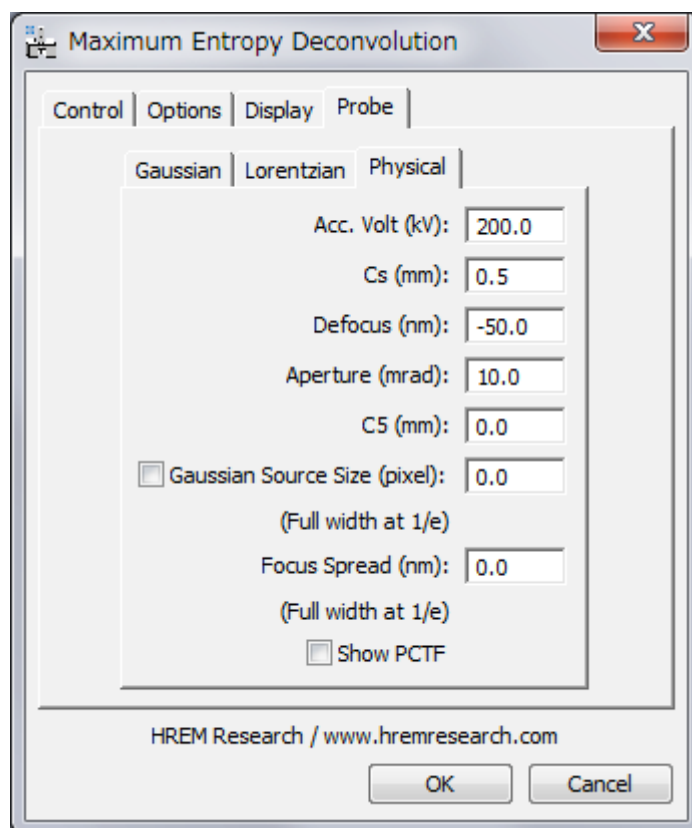 Maximum Entropy Deconvolution
Control Options Display Probe
Gaussian Lorentzian Physical
Acc. Volt (kV): 200.0
Cs (mm): 0.5
Defocus (nm): -50.0
Aperture (mrad): 10.0
C5 (mm): 0.0
Gaussian Source Size (pixel): 0.0
(Full width at 1/e)
Focus Spread (nm): 0.0
(Full width at 1/e)
Show PCTF
HREM Research / www.hremresearch.com
OK Cancel